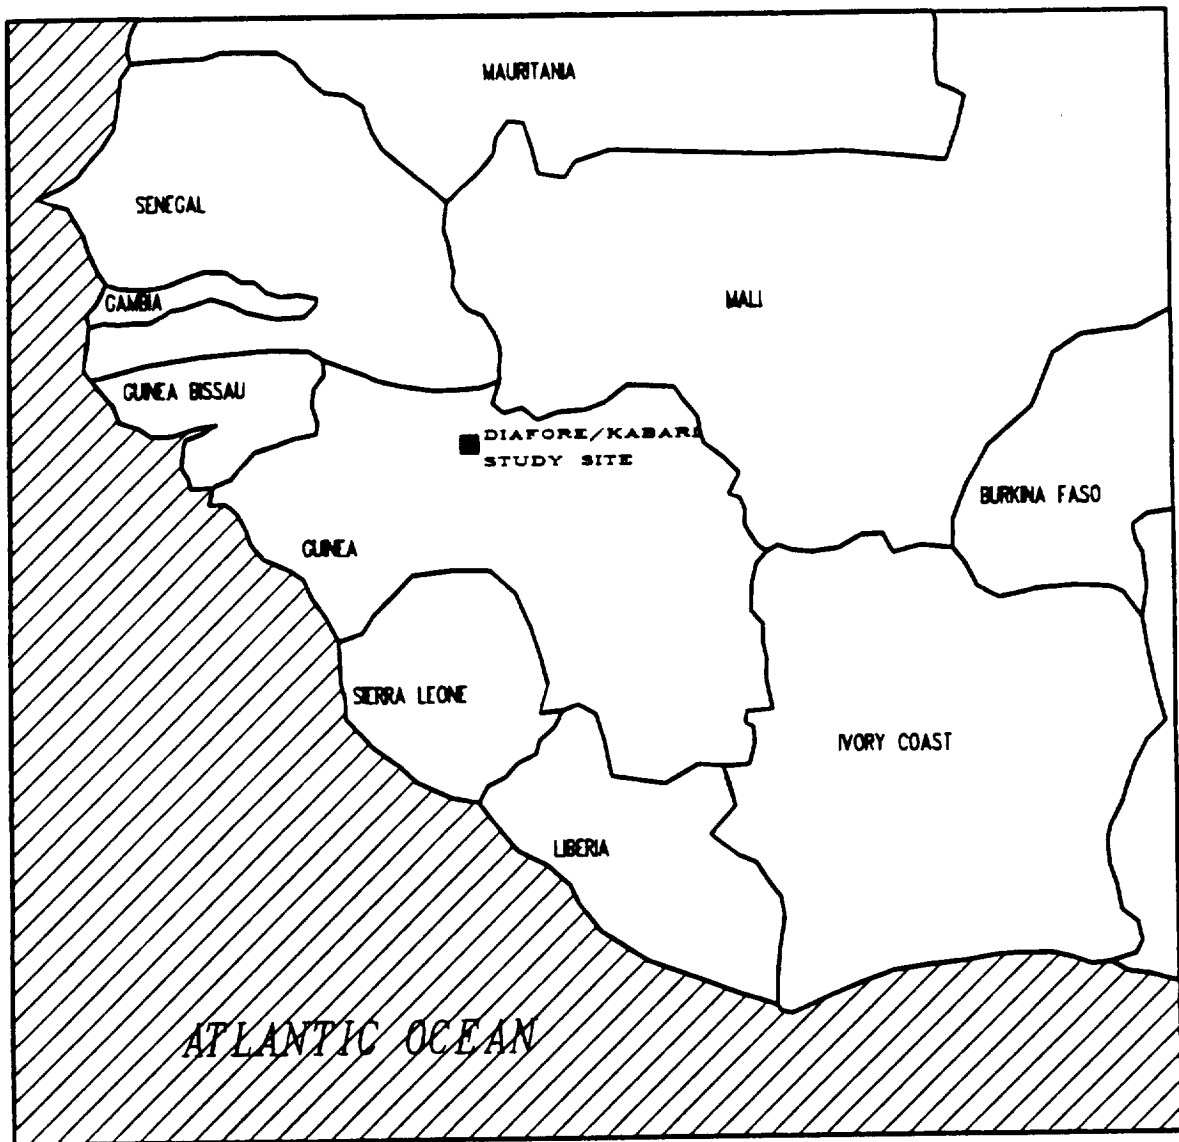 MAURITANIA
SENEGAL
GAMBIA
MALI
GUINEA BISSAU
DIAFORE/KABARI
STUDY SITE
BURKINA FASO
GUINEA
SIERRA LEONE
IVORY COAST
LIBERIA
ATLANTIC OCEAN